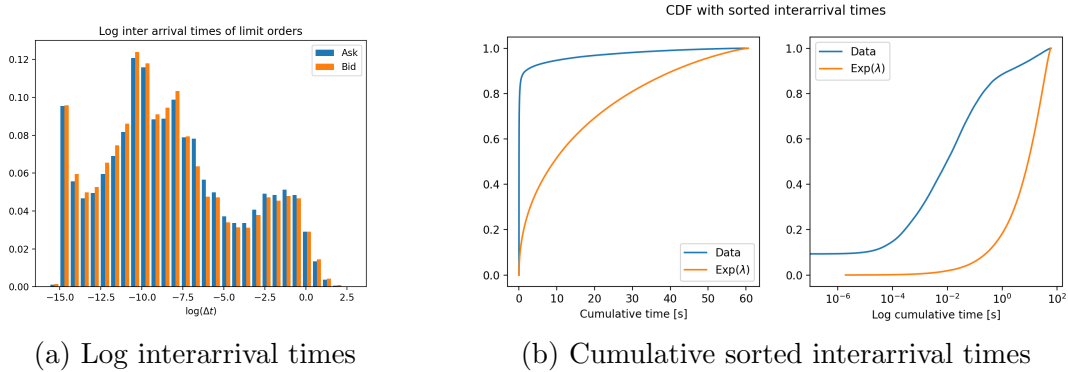 Log inter arrival times of limit orders
0.12
0.10
0.08
0.06
0.04
0.02
0.00
Ask
Bid
−15.0 −12.5 −10.0 −7.5 −5.0 −2.5 0.0 2.5
log(Δt)
(a) Log interarrival times
CDF with sorted interarrival times
1.0
0.8
0.6
0.4
0.2
0.0
Data
Exp(λ)
0 10 20 30 40 50 60
Cumulative time [s]
1.0
0.8
0.6
0.4
0.2
0.0
Data
Exp(λ)
10⁻⁶ 10⁻⁴ 10⁻² 10⁰ 10²
Log cumulative time [s]
(b) Cumulative sorted interarrival times